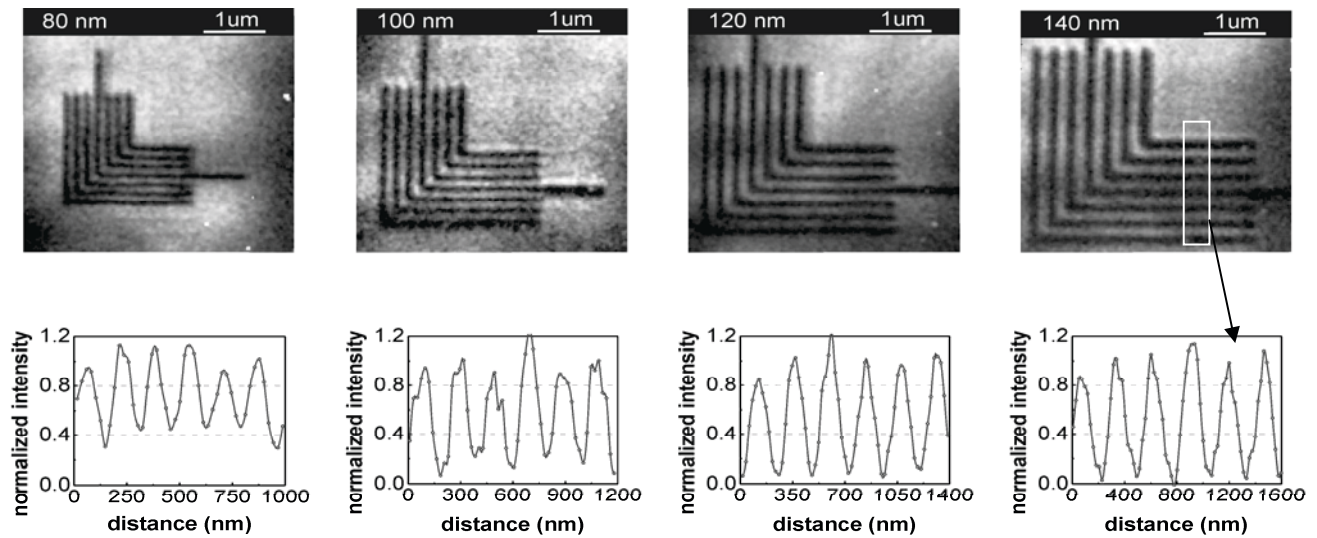 80 nm 1um
100 nm 1um
120 nm 1um
140 nm 1um
normalized intensity
1.2
0.8
0.4
0.0
0 250 500 750 1000
distance (nm)
normalized intensity
1.2
0.8
0.4
0.0
0 300 600 900 1200
distance (nm)
normalized intensity
1.2
0.8
0.4
0.0
0 350 700 1050 1400
distance (nm)
normalized intensity
1.2
0.8
0.4
0.0
0 400 800 1200 1600
distance (nm)